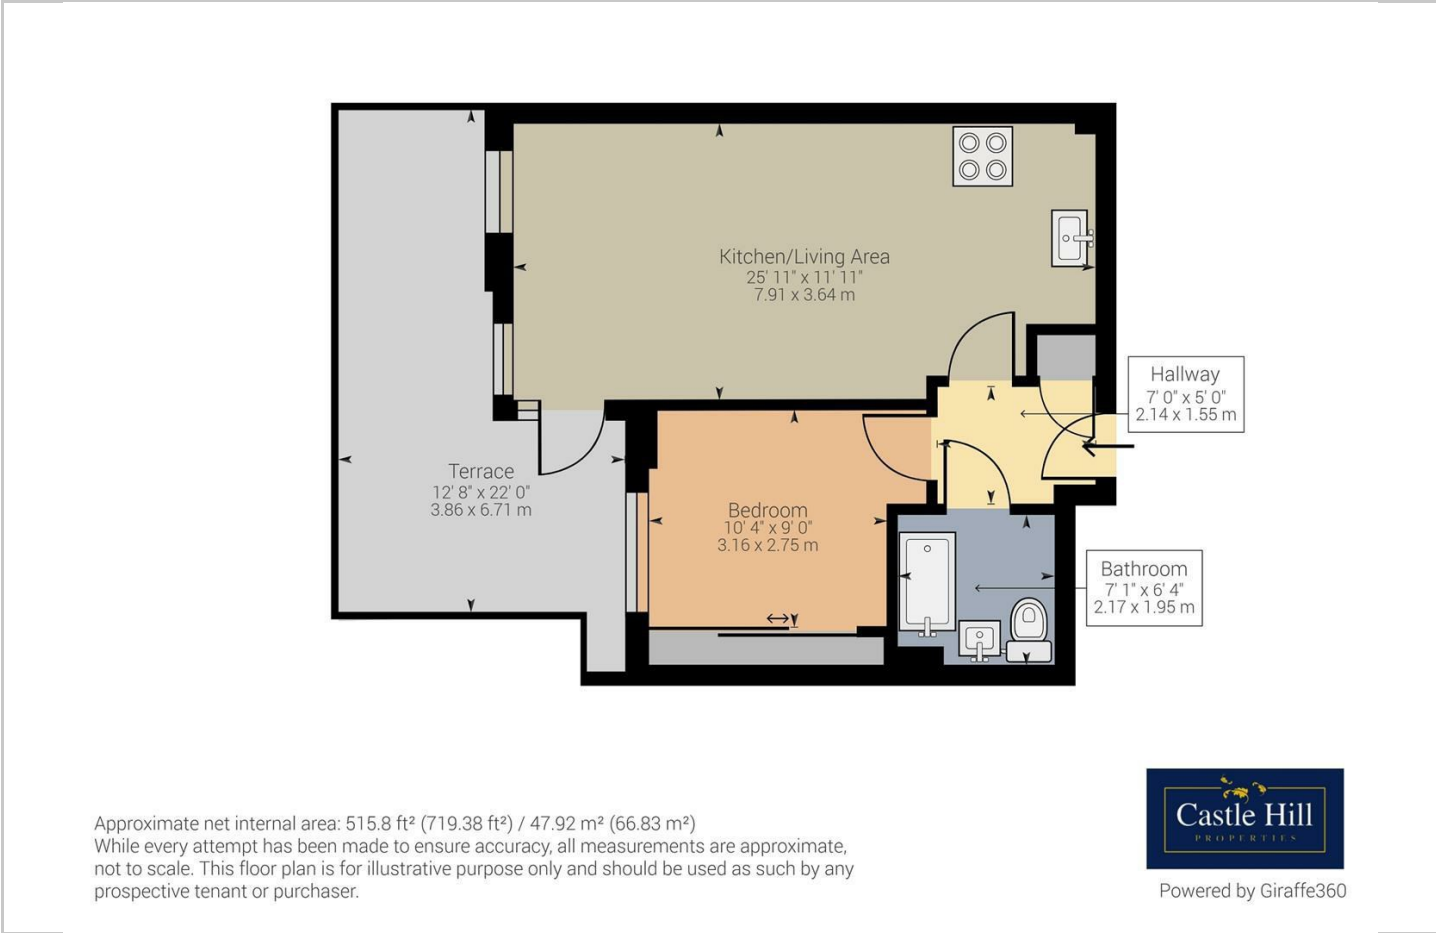 Kitchen/Living Area
25' 11" x 11' 11"
7.91 x 3.64 m
Hallway
7' 0" x 5' 0"
2.14 x 1.55 m
Terrace
12' 8" x 22' 0"
3.86 x 6.71 m
Bedroom
10' 4" x 9' 0"
3.16 x 2.75 m
Bathroom
7' 1" x 6' 4"
2.17 x 1.95 m
Approximate net internal area: 515.8 ft² (719.38 ft²) / 47.92 m² (66.83 m²)
While every attempt has been made to ensure accuracy, all measurements are approximate,
not to scale. This floor plan is for illustrative purpose only and should be used as such by any
prospective tenant or purchaser.
Castle Hill
PROPERTIES
Powered by Giraffe360